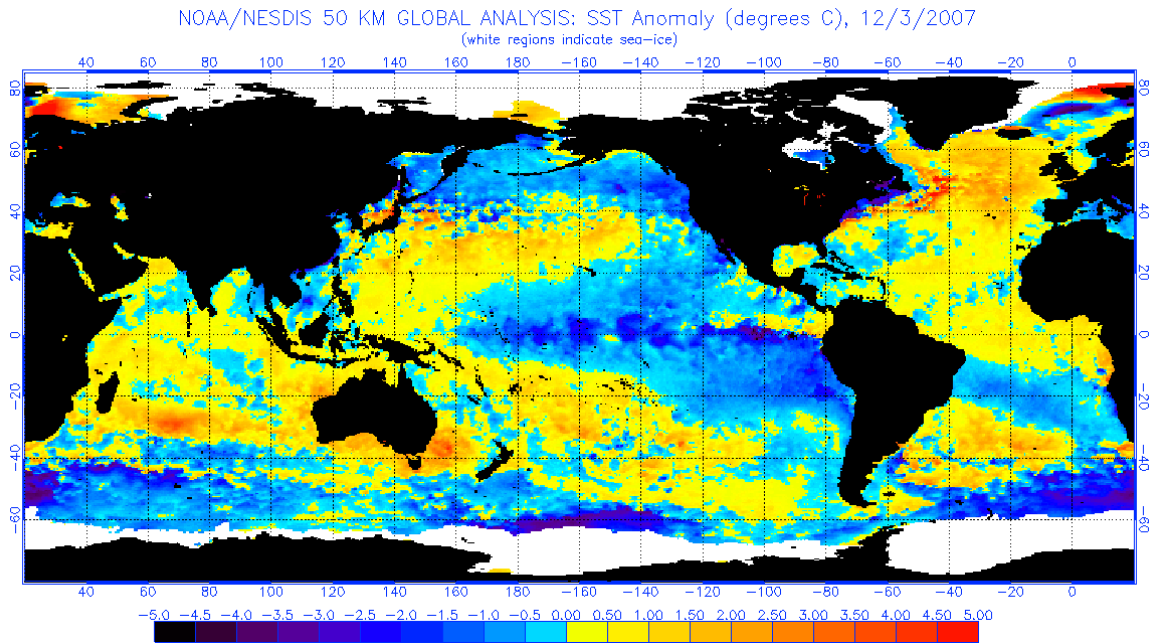 NOAA/NESDIS 50 KM GLOBAL ANALYSIS: SST Anomaly (degrees C), 12/3/2007
(white regions indicate sea-ice)
40 60 80 100 120 140 160 180 -160 -140 -120 -100 -80 -60 -40 -20 0
80 80
60 60
40 40
20 20
0 0
-20 -20
-40 -40
-60 -60
40 60 80 100 120 140 160 180 -160 -140 -120 -100 -80 -60 -40 -20 0
-5.0 -4.5 -4.0 -3.5 -3.0 -2.5 -2.0 -1.5 -1.0 -0.5 0.00 0.50 1.00 1.50 2.00 2.50 3.00 3.50 4.00 4.50 5.00